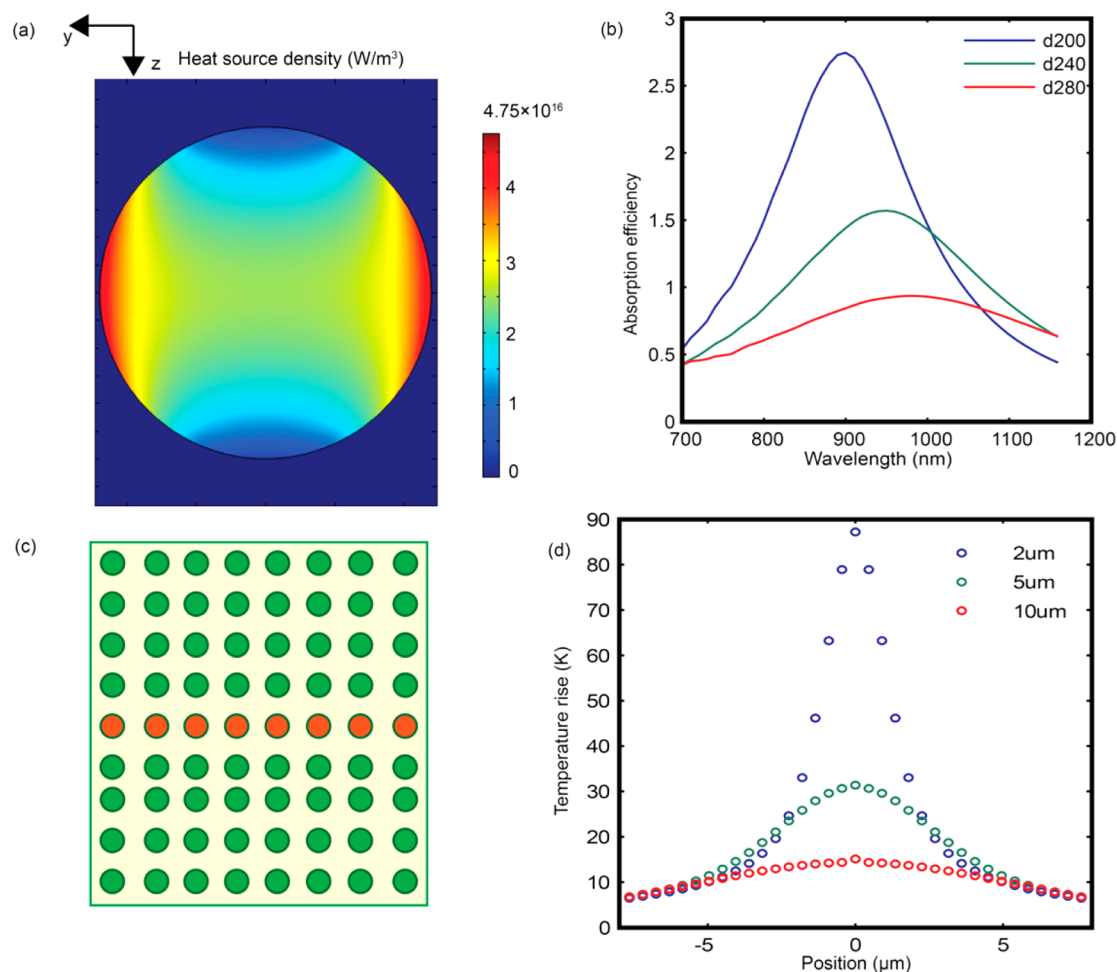 (a)
y
z
Heat source density (W/m³)
4.75×10¹⁶
4
3
2
1
0
(b)
3
2.5
2
1.5
1
0.5
0
Absorption efficiency
d200
d240
d280
700
800
900
1000
1100
1200
Wavelength (nm)
(c)
(d)
90
80
70
60
90
40
30
20
10
0
Temperature rise (K)
2um
5um
10um
-5
0
5
Position (μm)